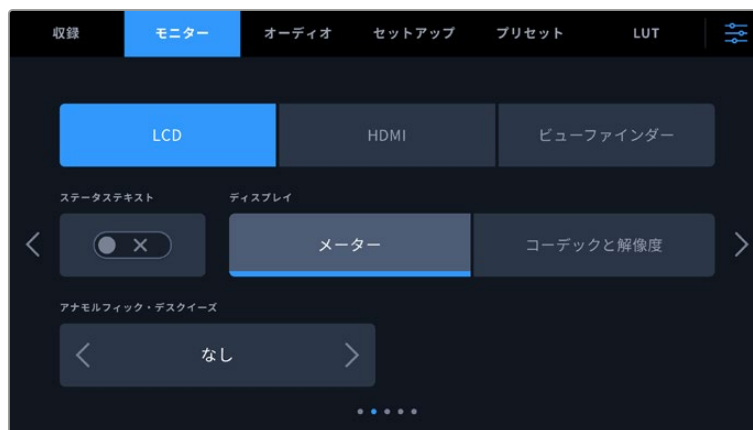 収録 モニター オーディオ セットアップ プリセット LUT
LCD HDMI ビューファインダー
ステータステキスト ディスプレイ
メーター コーデックと解像度
アナモルフィック・デスクイーズ
なし